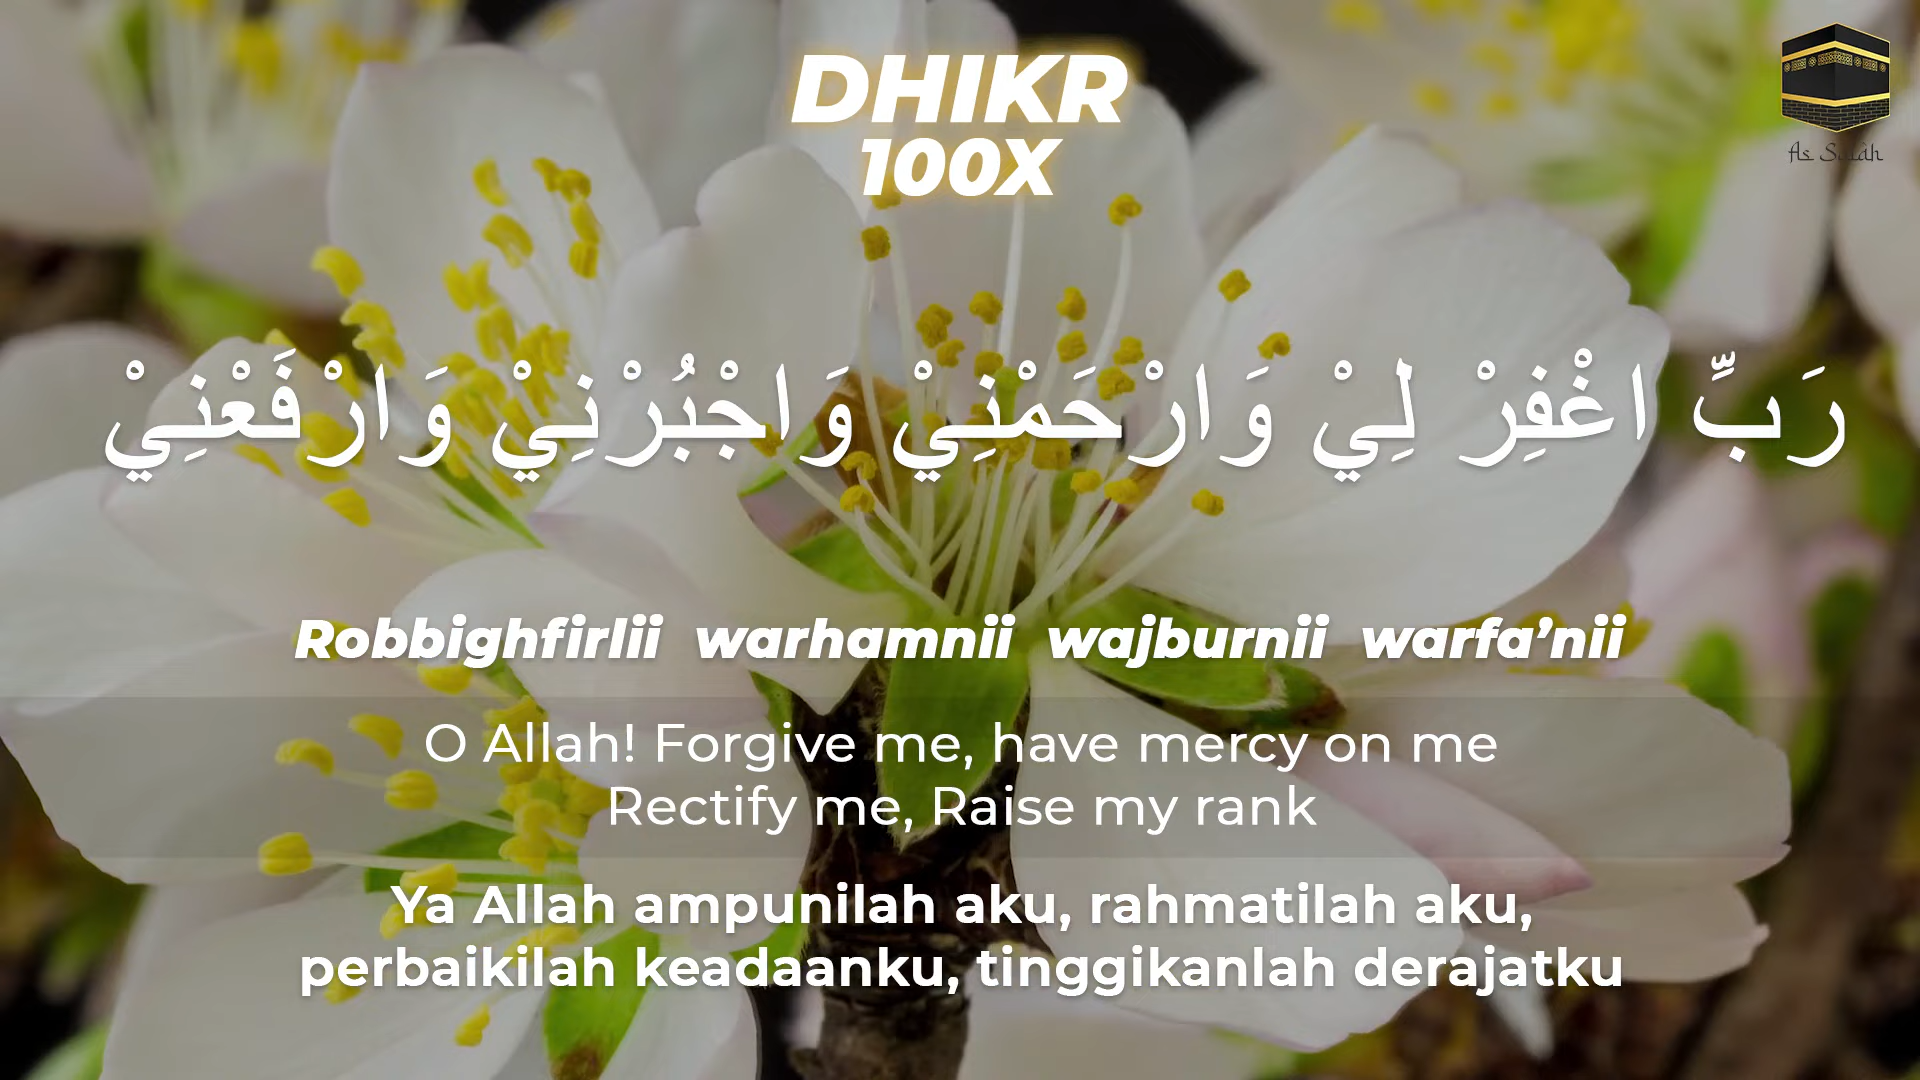 DHIKR
100X
As Salàh
رَبِّ اغْفِرْ لِيْ وَارْحَمْنِيْ وَاجْبُرْنِيْ وَارْفَعْنِيْ
Robbighfirlii warhamnii wajburnii warfa’nii
O Allah! Forgive me, have mercy on me
Rectify me, Raise my rank
Ya Allah ampunilah aku, rahmatilah aku,
perbaikilah keadaanku, tinggikanlah derajatku